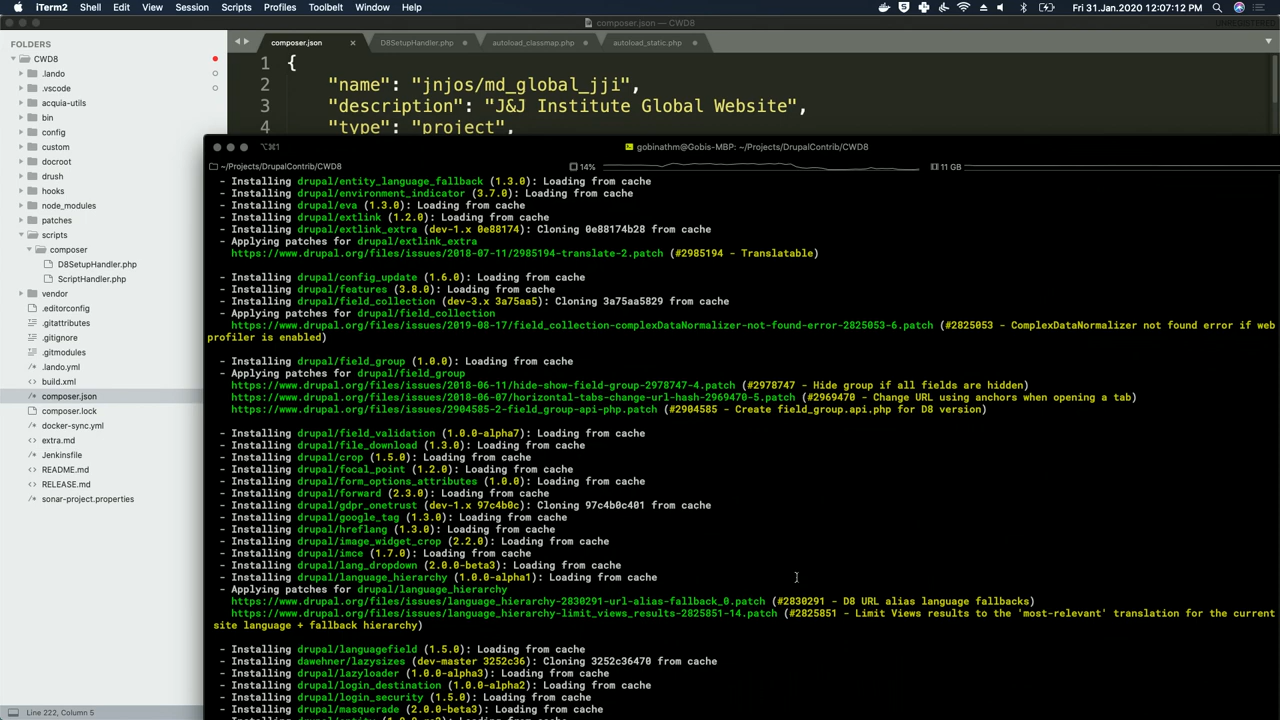 iTerm2 Shell Edit View Session Scripts Profiles Toolbelt Window Help Fri 31.Jan.2020 12:07:12
composer.json — CWD8 UNREGISTERED
FOLDERS
CWD8
.lando
.vscode
acquia-utils
bin
config
custom
docroot
drush
hooks
node_modules
patches
scripts
composer
D8SetupHandler.php
ScriptHandler.php
vendor
.editorconfig
.gitattributes
.gitignore
.gitmodules
.lando.yml
build.xml
composer.json
composer.lock
docker-sync.yml
extra.md
Jenkinsfile
README.md
RELEASE.md
sonar-project.properties
Line 222, Column 5
composer.json D8SetupHandler.php autoload_classmap.php autoload_static.php
1 {
2 "name": "jnjos/md_global_jji",
3 "description": "J&J Institute Global Website",
4 "type": "project",
⌥⌘1 gobinathm@Gobis-MBP: ~/Projects/DrupalContrib/CWD8
~/Projects/DrupalContrib/CWD8 14% 11 GB
- Installing drupal/entity_language_fallback (1.3.0): Loading from cache
- Installing drupal/environment_indicator (3.7.0): Loading from cache
- Installing drupal/eva (1.3.0): Loading from cache
- Installing drupal/extlink (1.2.0): Loading from cache
- Installing drupal/extlink_extra (dev-1.x 0e88174): Cloning 0e88174b28 from cache
- Applying patches for drupal/extlink_extra
https://www.drupal.org/files/issues/2018-07-11/2985194-translate-2.patch (#2985194 - Translatable)
- Installing drupal/config_update (1.6.0): Loading from cache
- Installing drupal/features (3.8.0): Loading from cache
- Installing drupal/field_collection (dev-3.x 3a75aa5): Cloning 3a75aa5829 from cache
- Applying patches for drupal/field_collection
https://www.drupal.org/files/issues/2019-08-17/field_collection-complexDataNormalizer-not-found-error-2825053-6.patch (#2825053 - ComplexDataNormalizer not found error if web
profiler is enabled)
- Installing drupal/field_group (1.0.0): Loading from cache
- Applying patches for drupal/field_group
https://www.drupal.org/files/issues/2018-06-11/hide-show-field-group-2978747-4.patch (#2978747 - Hide group if all fields are hidden)
https://www.drupal.org/files/issues/2018-06-07/horizontal-tabs-change-url-hash-2969470-5.patch (#2969470 - Change URL using anchors when opening a tab)
https://www.drupal.org/files/issues/2904585-2-field_group-api-php.patch (#2904585 - Create field_group.api.php for D8 version)
- Installing drupal/field_validation (1.0.0-alpha7): Loading from cache
- Installing drupal/file_download (1.3.0): Loading from cache
- Installing drupal/crop (1.5.0): Loading from cache
- Installing drupal/focal_point (1.2.0): Loading from cache
- Installing drupal/form_options_attributes (1.0.0): Loading from cache
- Installing drupal/forward (2.3.0): Loading from cache
- Installing drupal/gdpr_onetrust (dev-1.x 97c4b0c): Cloning 97c4b0c401 from cache
- Installing drupal/google_tag (1.3.0): Loading from cache
- Installing drupal/hreflang (1.3.0): Loading from cache
- Installing drupal/image_widget_crop (2.2.0): Loading from cache
- Installing drupal/imce (1.7.0): Loading from cache
- Installing drupal/lang_dropdown (2.0.0-beta3): Loading from cache
- Installing drupal/language_hierarchy (1.0.0-alpha1): Loading from cache
- Applying patches for drupal/language_hierarchy
https://www.drupal.org/files/issues/language_hierarchy-2830291-url-alias-fallback_0.patch (#2830291 - D8 URL alias language fallbacks)
https://www.drupal.org/files/issues/language_hierarchy-limit_views_results-2825851-14.patch (#2825851 - Limit Views results to the 'most-relevant' translation for the current
site language + fallback hierarchy)
- Installing drupal/languagefield (1.5.0): Loading from cache
- Installing dawehner/lazysizes (dev-master 3252c36): Cloning 3252c36470 from cache
- Installing drupal/lazyloader (1.0.0-alpha3): Loading from cache
- Installing drupal/login_destination (1.0.0-alpha2): Loading from cache
- Installing drupal/login_security (1.5.0): Loading from cache
- Installing drupal/masquerade (2.0.0-beta3): Loading from cache